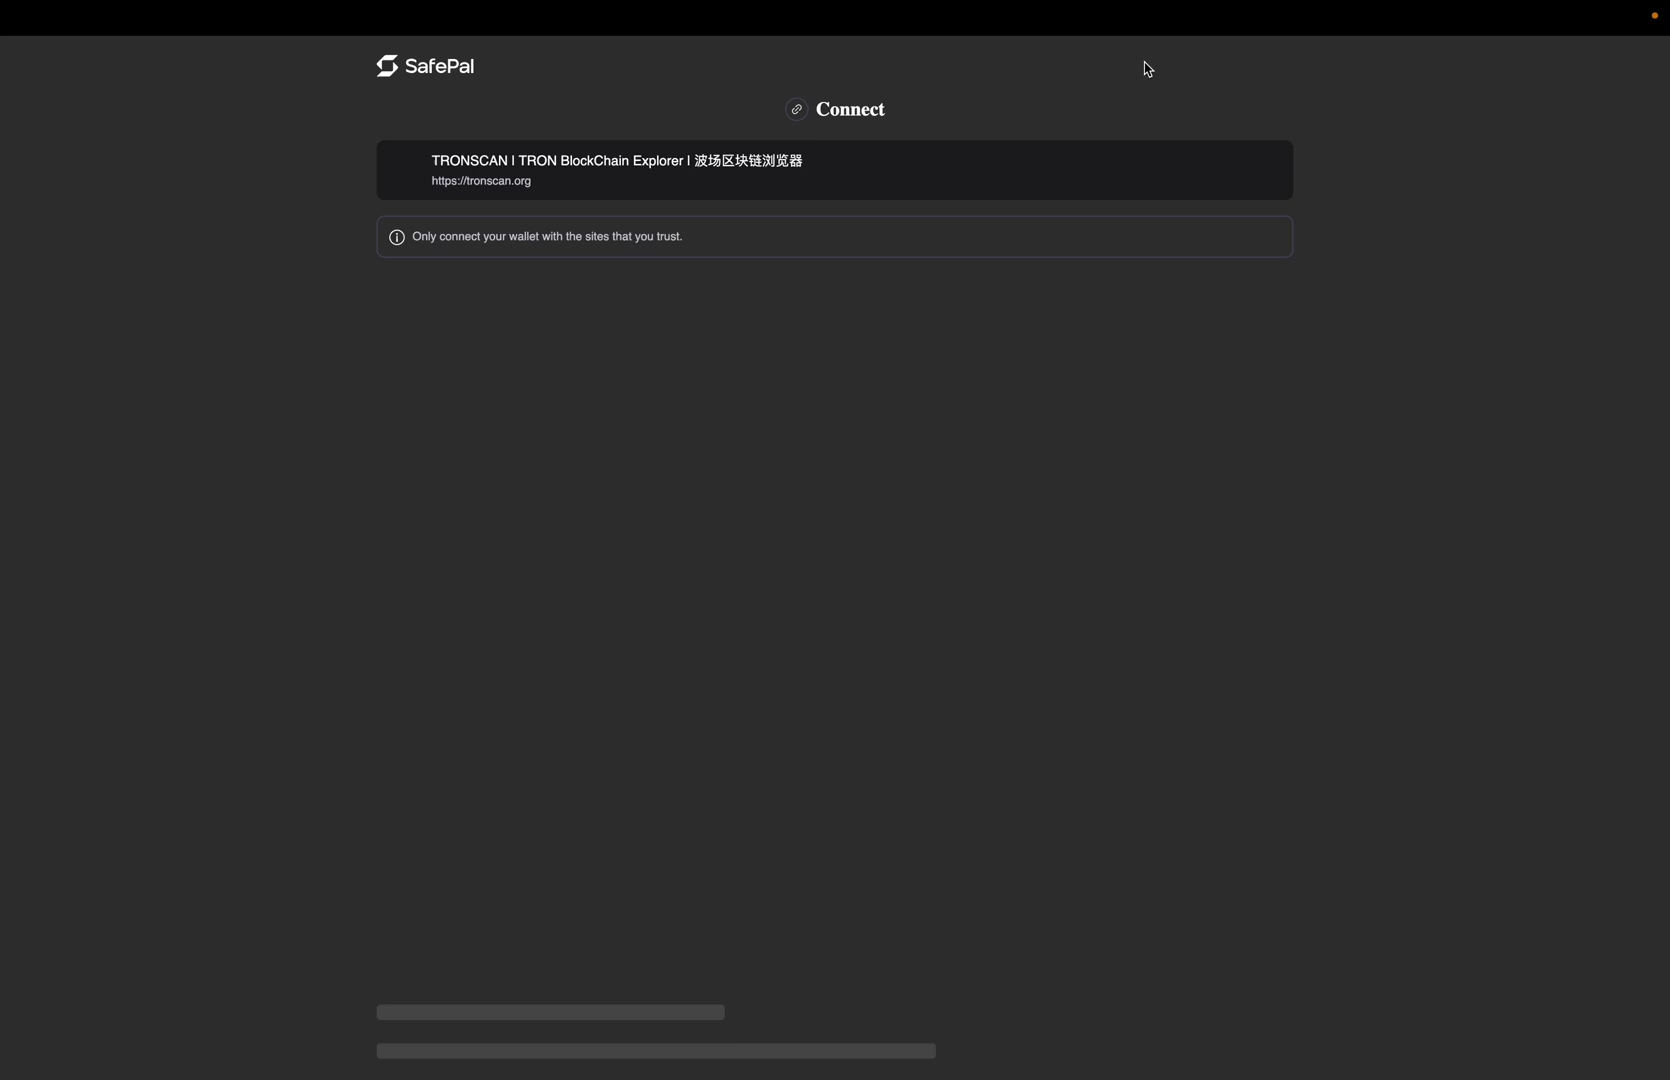 SafePal
Connect
TRONSCAN | TRON BlockChain Explorer | 波场区块链浏览器
https://tronscan.org
Only connect your wallet with the sites that you trust.